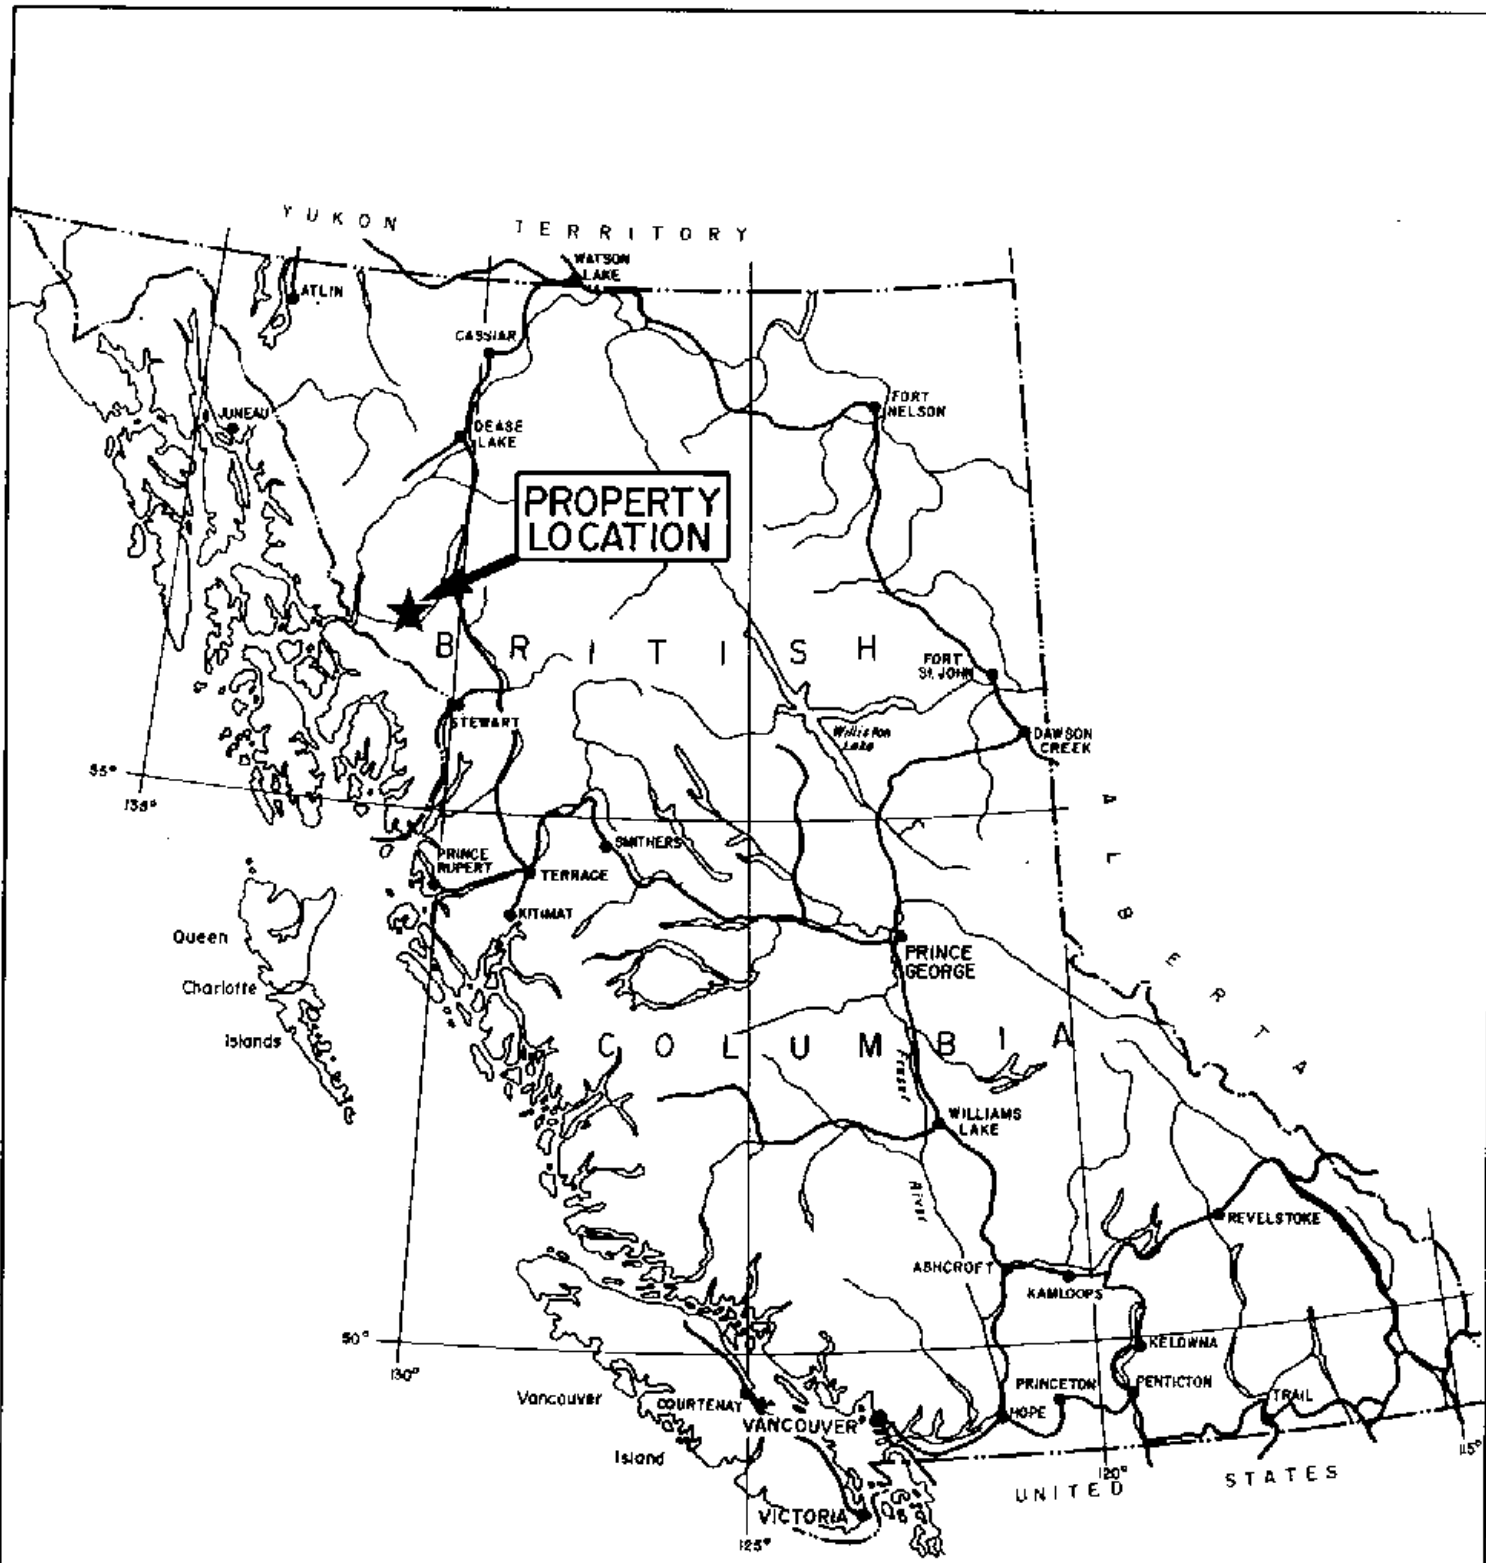 YUKON TERRITORY
WATSON
LAKE
ATLIN
CASSIAR
JUNEAU
DEASE
LAKE
FORT
NELSON
PROPERTY
LOCATION
BRITISH
FORT
St. JOHN
STEWART
Williston
Lake
DAWSON
CREEK
55°
135°
ALBERTA
PRINCE
RUPERT
SMITHERS
TERRACE
KITIMAT
Queen
Charlotte
Islands
PRINCE
GEORGE
COLUMBIA
Fraser
River
WILLIAMS
LAKE
REVELSTOKE
ASHCROFT
KAMLOOPS
50°
130°
KELOWNA
Vancouver
Island
COURTENAY
VANCOUVER
PRINCETON
PENTICTON
TRAIL
HOPE
120°
115°
UNITED STATES
VICTORIA
125°